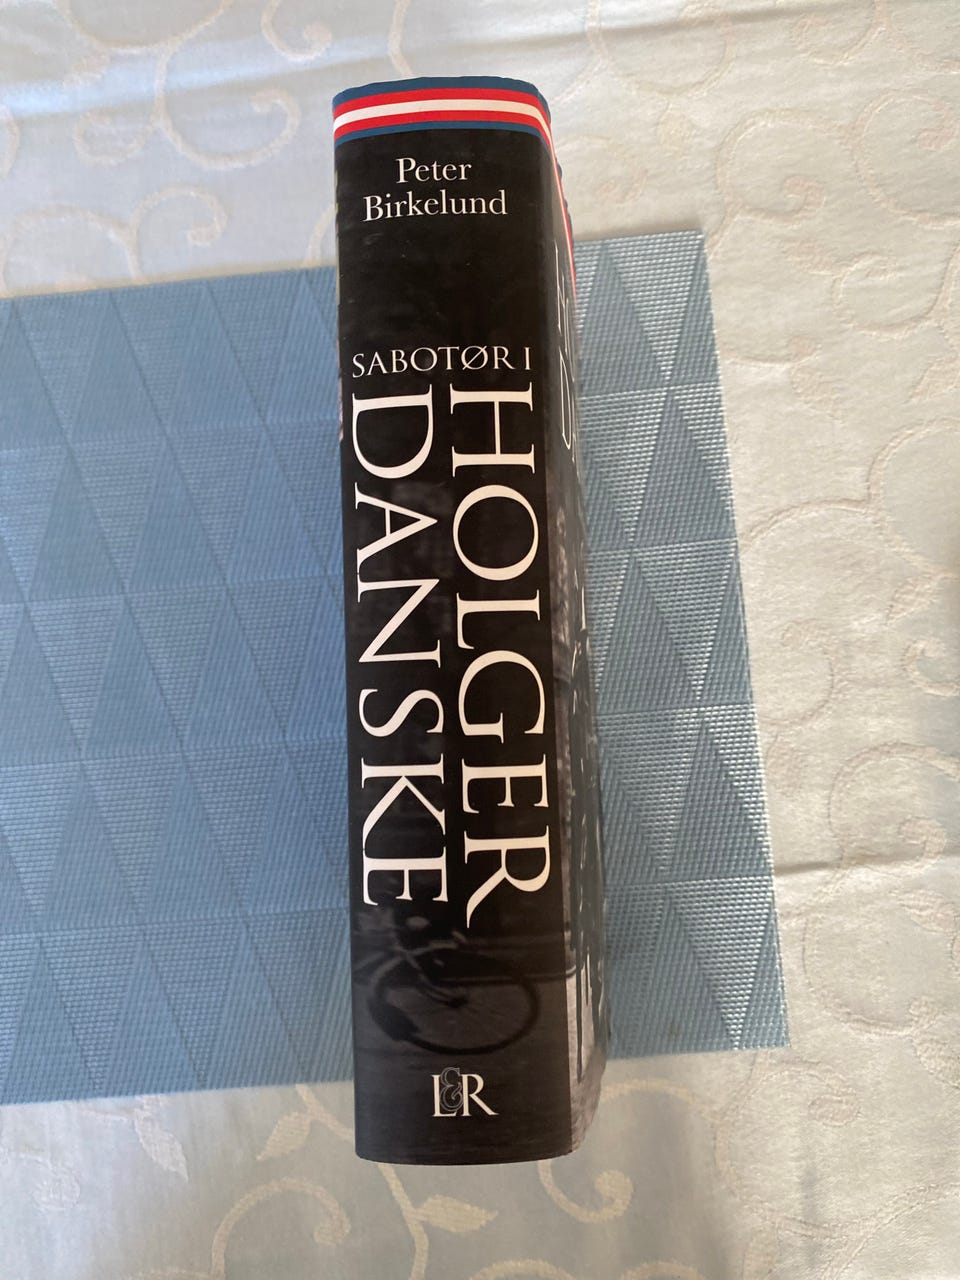 Peter
Birkelund
SABOTØR I
HOLGER
DANSKE
L&R